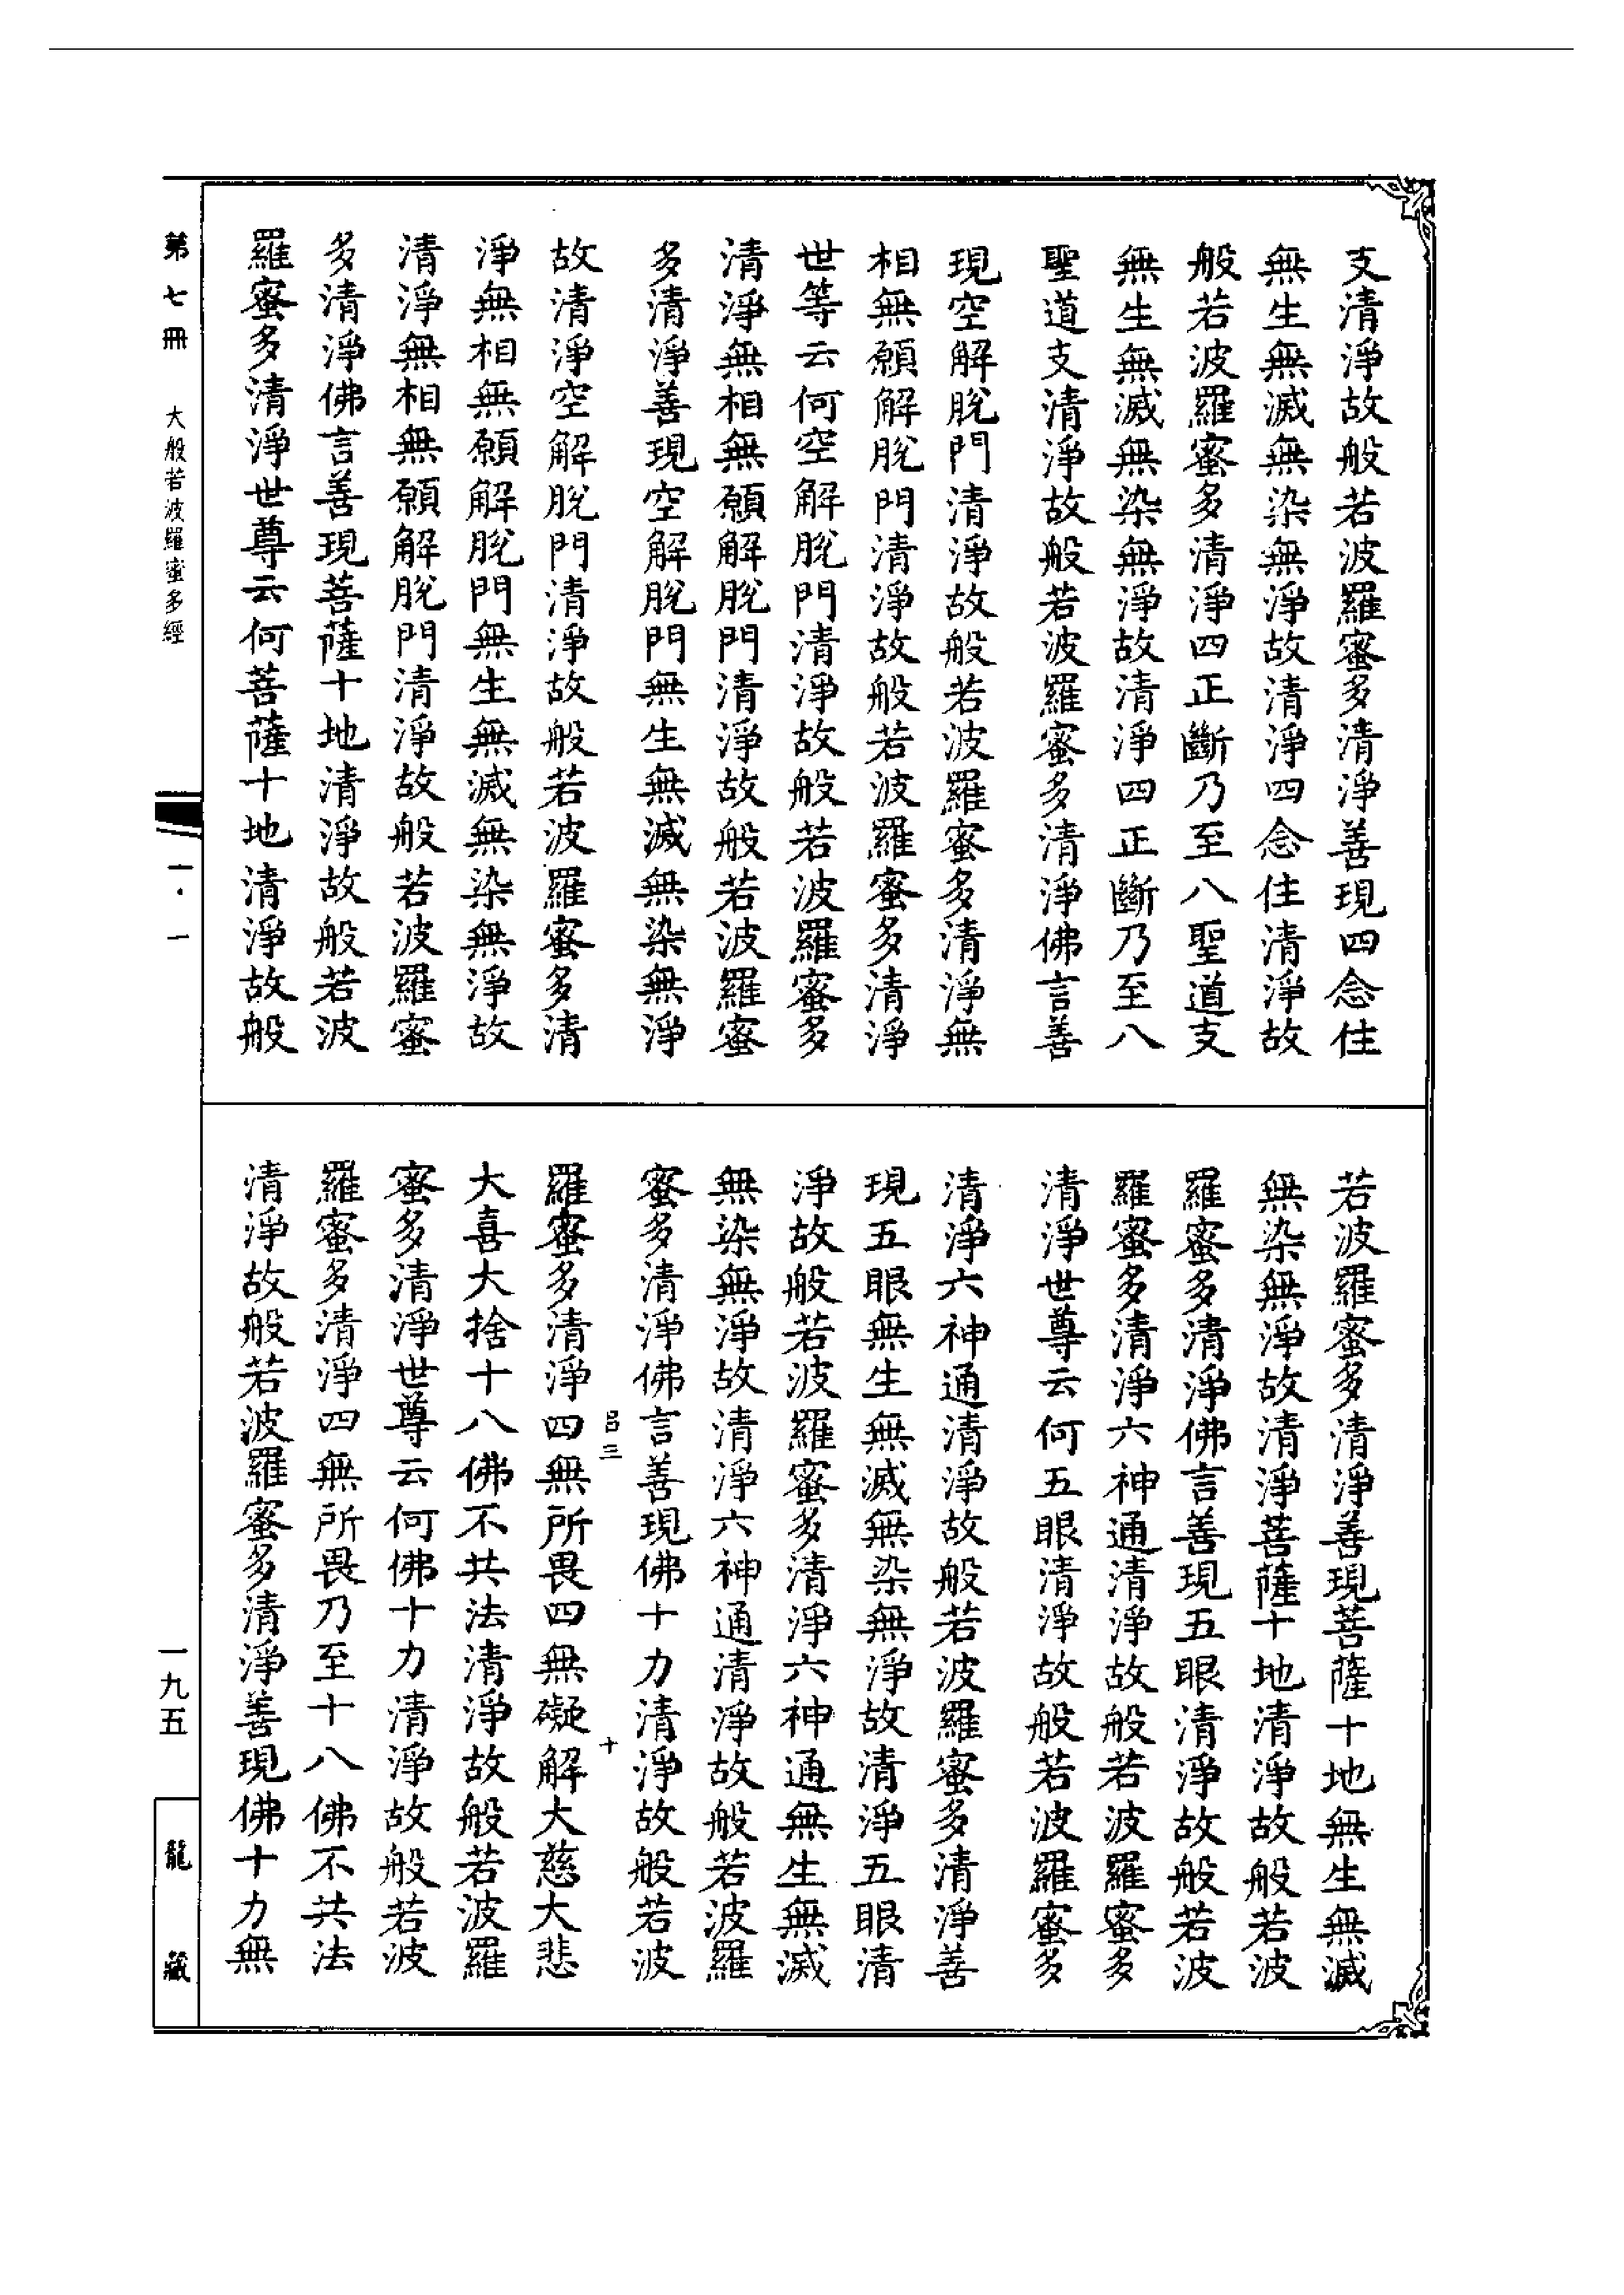 支清淨故般若波羅蜜多清淨善現四念住
無生無滅無染無淨故清淨四念住清淨故
般若波羅蜜多清淨四正斷乃至八聖道支
無生無滅無染無淨故清淨四正斷乃至八
聖道支清淨故般若波羅蜜多清淨佛言善
現空解脫門清淨故般若波羅蜜多清淨無
相無願解脫門清淨故般若波羅蜜多清淨
世等云何空解脫門清淨故般若波羅蜜多
清淨無相無願解脫門清淨故般若波羅蜜
多清淨善現空解脫門無生無滅無染無淨
故清淨空解脫門清淨故般若波羅蜜多清
淨無相無願解脫門無生無滅無染無淨故
清淨無相無願解脫門清淨故般若波羅蜜
多清淨佛言善現菩薩十地清淨故般若波
羅蜜多清淨世尊云何菩薩十地清淨故般
若波羅蜜多清淨善現菩薩十地無生無滅
無染無淨故清淨菩薩十地清淨故般若波
羅蜜多清淨佛言善現五眼清淨故般若波
羅蜜多清淨六神通清淨故般若波羅蜜多
清淨世尊云何五眼清淨故般若波羅蜜多
清淨六神通清淨故般若波羅蜜多清淨善
現五眼無生無滅無染無淨故清淨五眼清
淨故般若波羅蜜多清淨六神通無生無滅
無染無淨故清淨六神通清淨故般若波羅
蜜多清淨佛言善現佛十力清淨故般若波
呂三 十
羅蜜多清淨四無所畏四無礙解大慈大悲
大喜大捨十八佛不共法清淨故般若波羅
蜜多清淨世尊云何佛十力清淨故般若波
羅蜜多清淨四無所畏乃至十八佛不共法
清淨故般若波羅蜜多清淨善現佛十力無
第七冊 大般若波羅蜜多經
一·一
一九五
龍藏